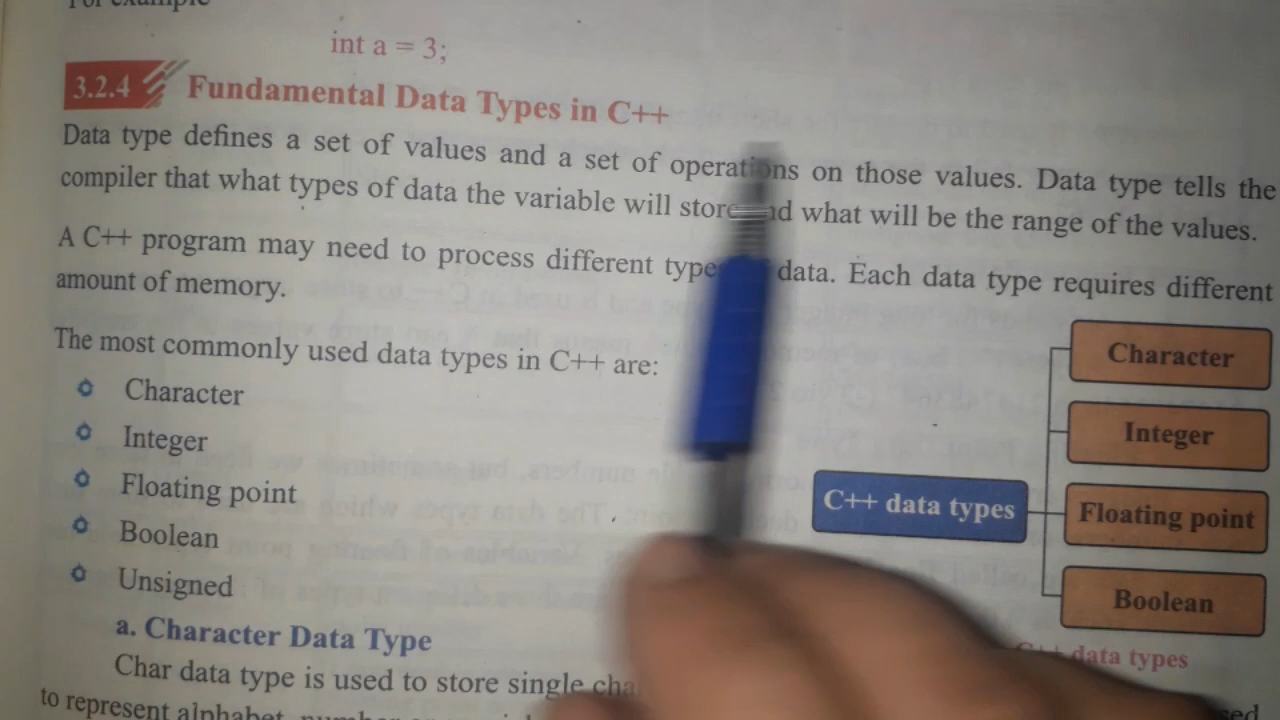 For example
int a = 3;
3.2.4 Fundamental Data Types in C++
Data type defines a set of values and a set of operations on those values. Data type tells the
compiler that what types of data the variable will store and what will be the range of the values.
A C++ program may need to process different type data. Each data type requires different
amount of memory.
The most commonly used data types in C++ are:
Character
Integer
Floating point
Boolean
Unsigned
C++ data types
Character
Integer
Floating point
Boolean
C++ data types
a. Character Data Type
Char data type is used to store single
to represent alphabet,